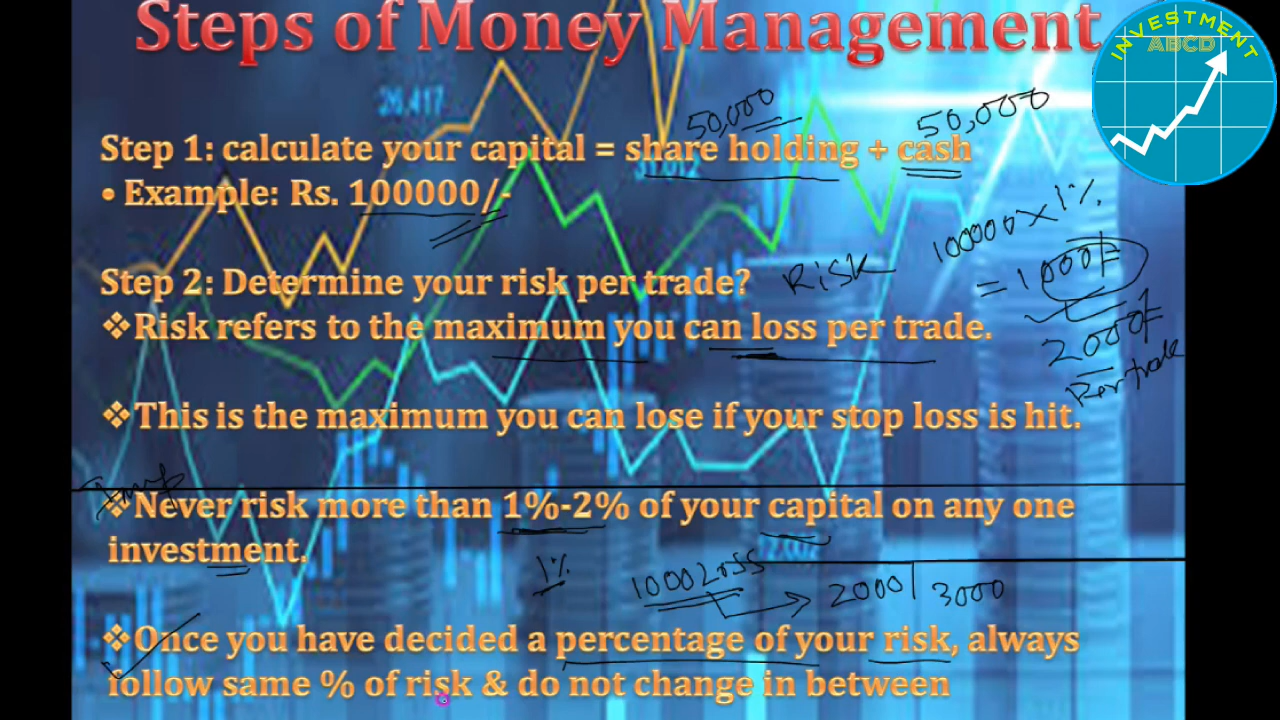 Steps of Money Management
INVESTMENT
ABCD
26.417
50,000
50,000
Step 1: calculate your capital = share holding + cash
• Example: Rs. 100000/-
100000 x 1%.
= 1000/=
Step 2: Determine your risk per trade?
Risk
❖Risk refers to the maximum you can loss per trade.
2000/=
Per trade
❖This is the maximum you can lose if your stop loss is hit.
❖Never risk more than 1%-2% of your capital on any one
investment.
12.002
1%
1000 Loss
2000/3000
❖Once you have decided a percentage of your risk, always
follow same % of risk & do not change in between